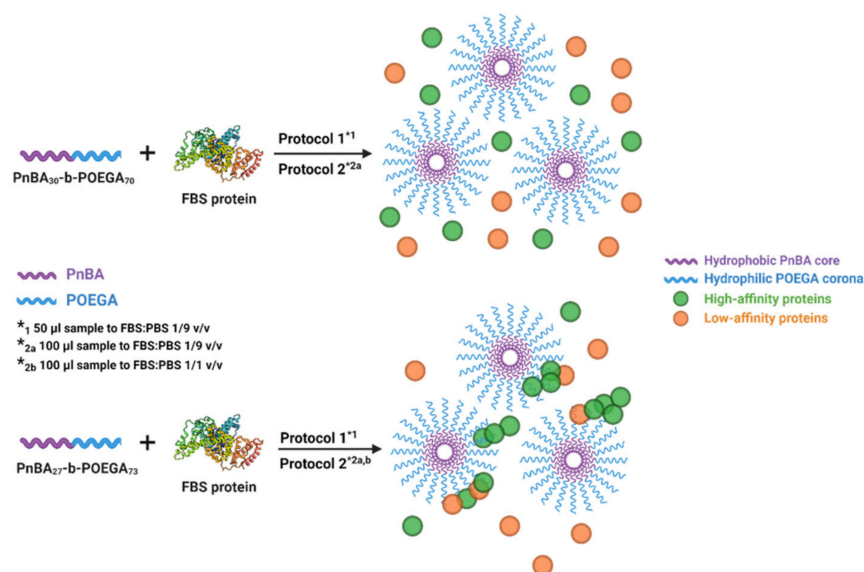 PnBA₃₀-b-POEGA₇₀
+
FBS protein
Protocol 1*¹
Protocol 2*²ᵃ
PnBA
POEGA
*₁ 50 µl sample to FBS:PBS 1/9 v/v
*₂ₐ 100 µl sample to FBS:PBS 1/9 v/v
*₂b 100 µl sample to FBS:PBS 1/1 v/v
Hydrophobic PnBA core
Hydrophilic POEGA corona
High-affinity proteins
Low-affinity proteins
PnBA₂₇-b-POEGA₇₃
+
FBS protein
Protocol 1*¹
Protocol 2*²ᵃ,ᵇ